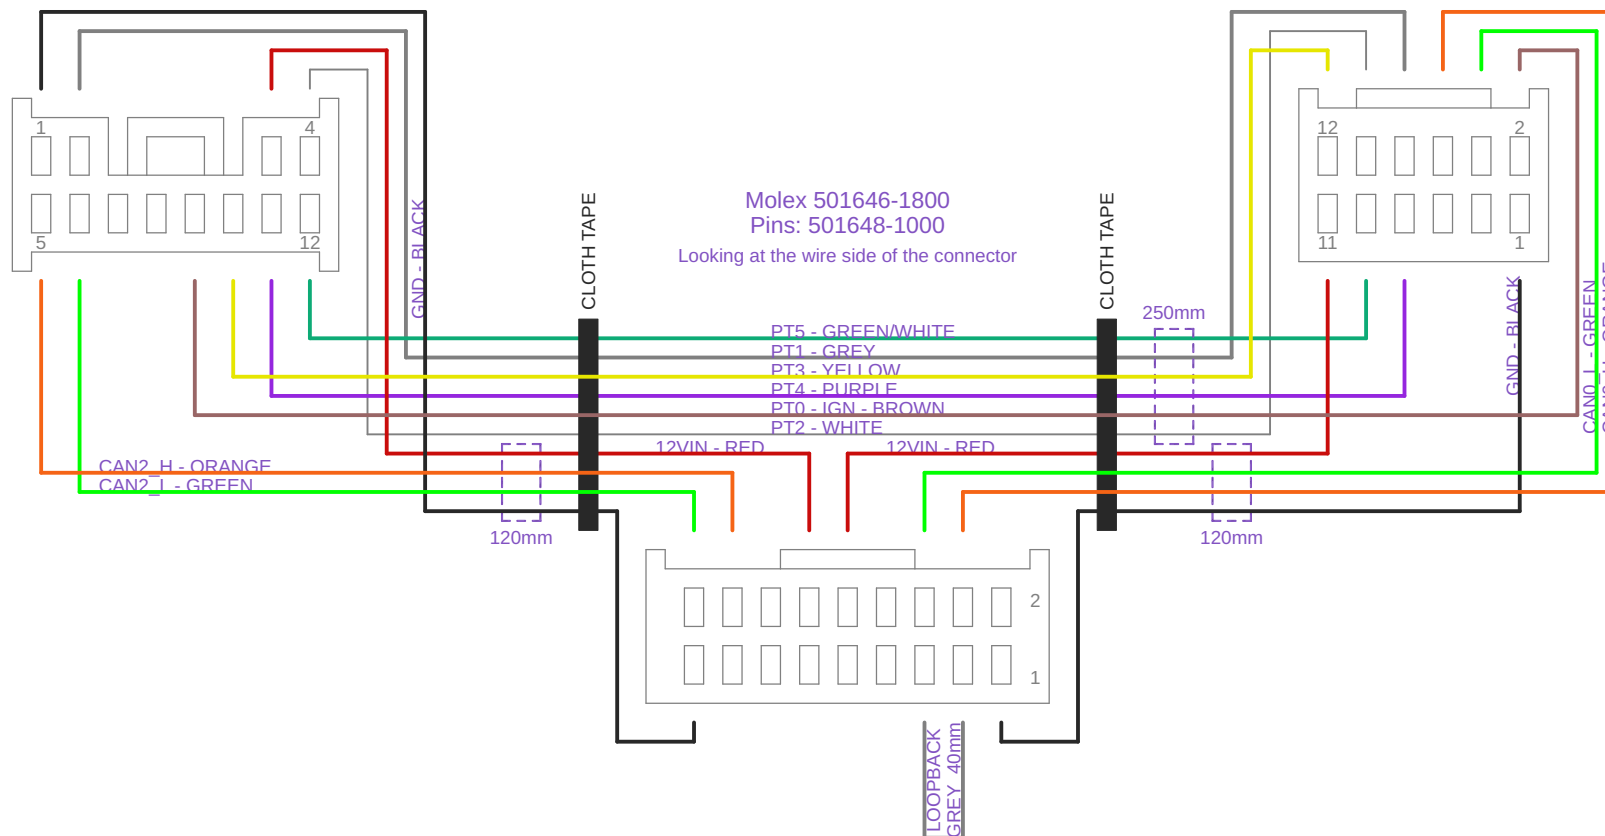 1
4
5
12
GND - BLACK
CLOTH TAPE
Molex 501646-1800
Pins: 501648-1000
Looking at the wire side of the connector
CLOTH TAPE
12
2
11
1
250mm
GND - BLACK
CAN0_L - GREEN
PT5 - GREEN/WHITE
PT1 - GREY
PT3 - YELLOW
PT4 - PURPLE
PT0 - IGN - BROWN
PT2 - WHITE
12VIN - RED
12VIN - RED
CAN2_H - ORANGE
CAN2_L - GREEN
120mm
120mm
2
1
LOOPBACK
GREY 40mm